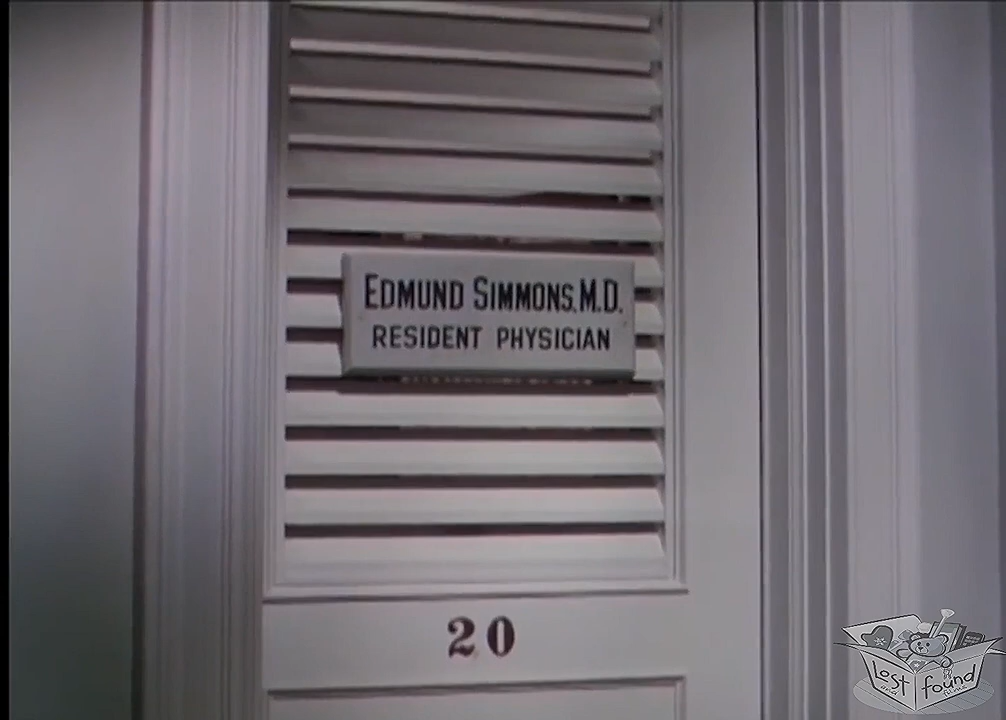 EDMUND SIMMONS, M.D.
RESIDENT PHYSICIAN
20
Lost found